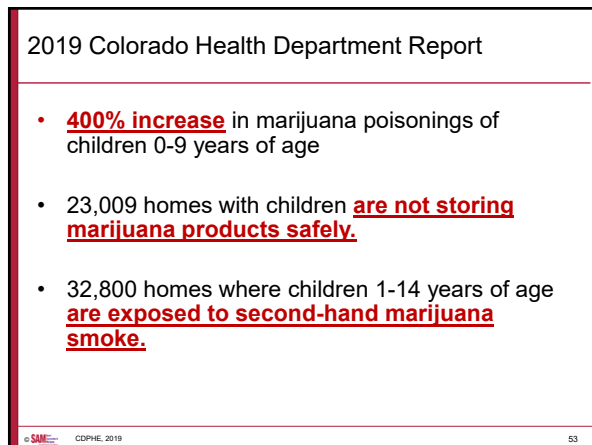 2019 Colorado Health Department Report
• 400% increase in marijuana poisonings of
children 0-9 years of age
• 23,009 homes with children are not storing
marijuana products safely.
• 32,800 homes where children 1-14 years of age
are exposed to second-hand marijuana
smoke.
© SAM CDPHE, 2019 53